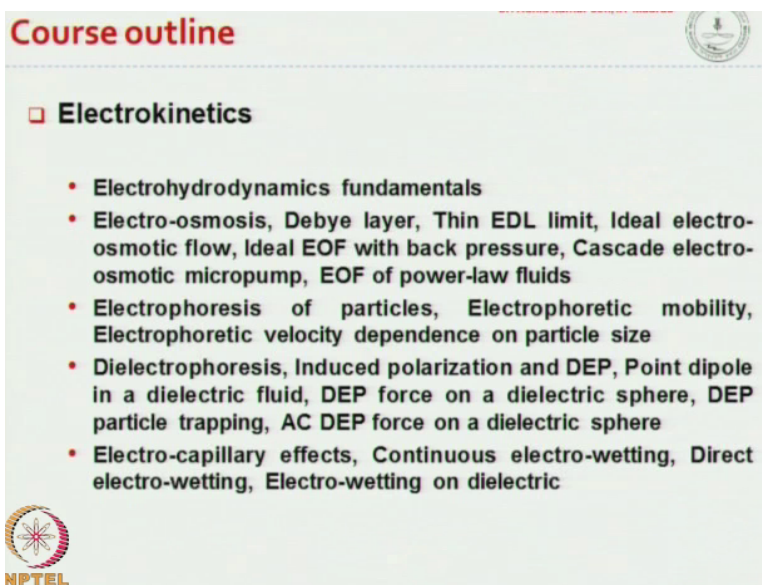 Course outline
Electrokinetics
• Electrohydrodynamics fundamentals
• Electro-osmosis, Debye layer, Thin EDL limit, Ideal electro-
osmotic flow, Ideal EOF with back pressure, Cascade electro-
osmotic micropump, EOF of power-law fluids
• Electrophoresis of particles, Electrophoretic mobility,
Electrophoretic velocity dependence on particle size
• Dielectrophoresis, Induced polarization and DEP, Point dipole
in a dielectric fluid, DEP force on a dielectric sphere, DEP
particle trapping, AC DEP force on a dielectric sphere
• Electro-capillary effects, Continuous electro-wetting, Direct
electro-wetting, Electro-wetting on dielectric
NPTEL